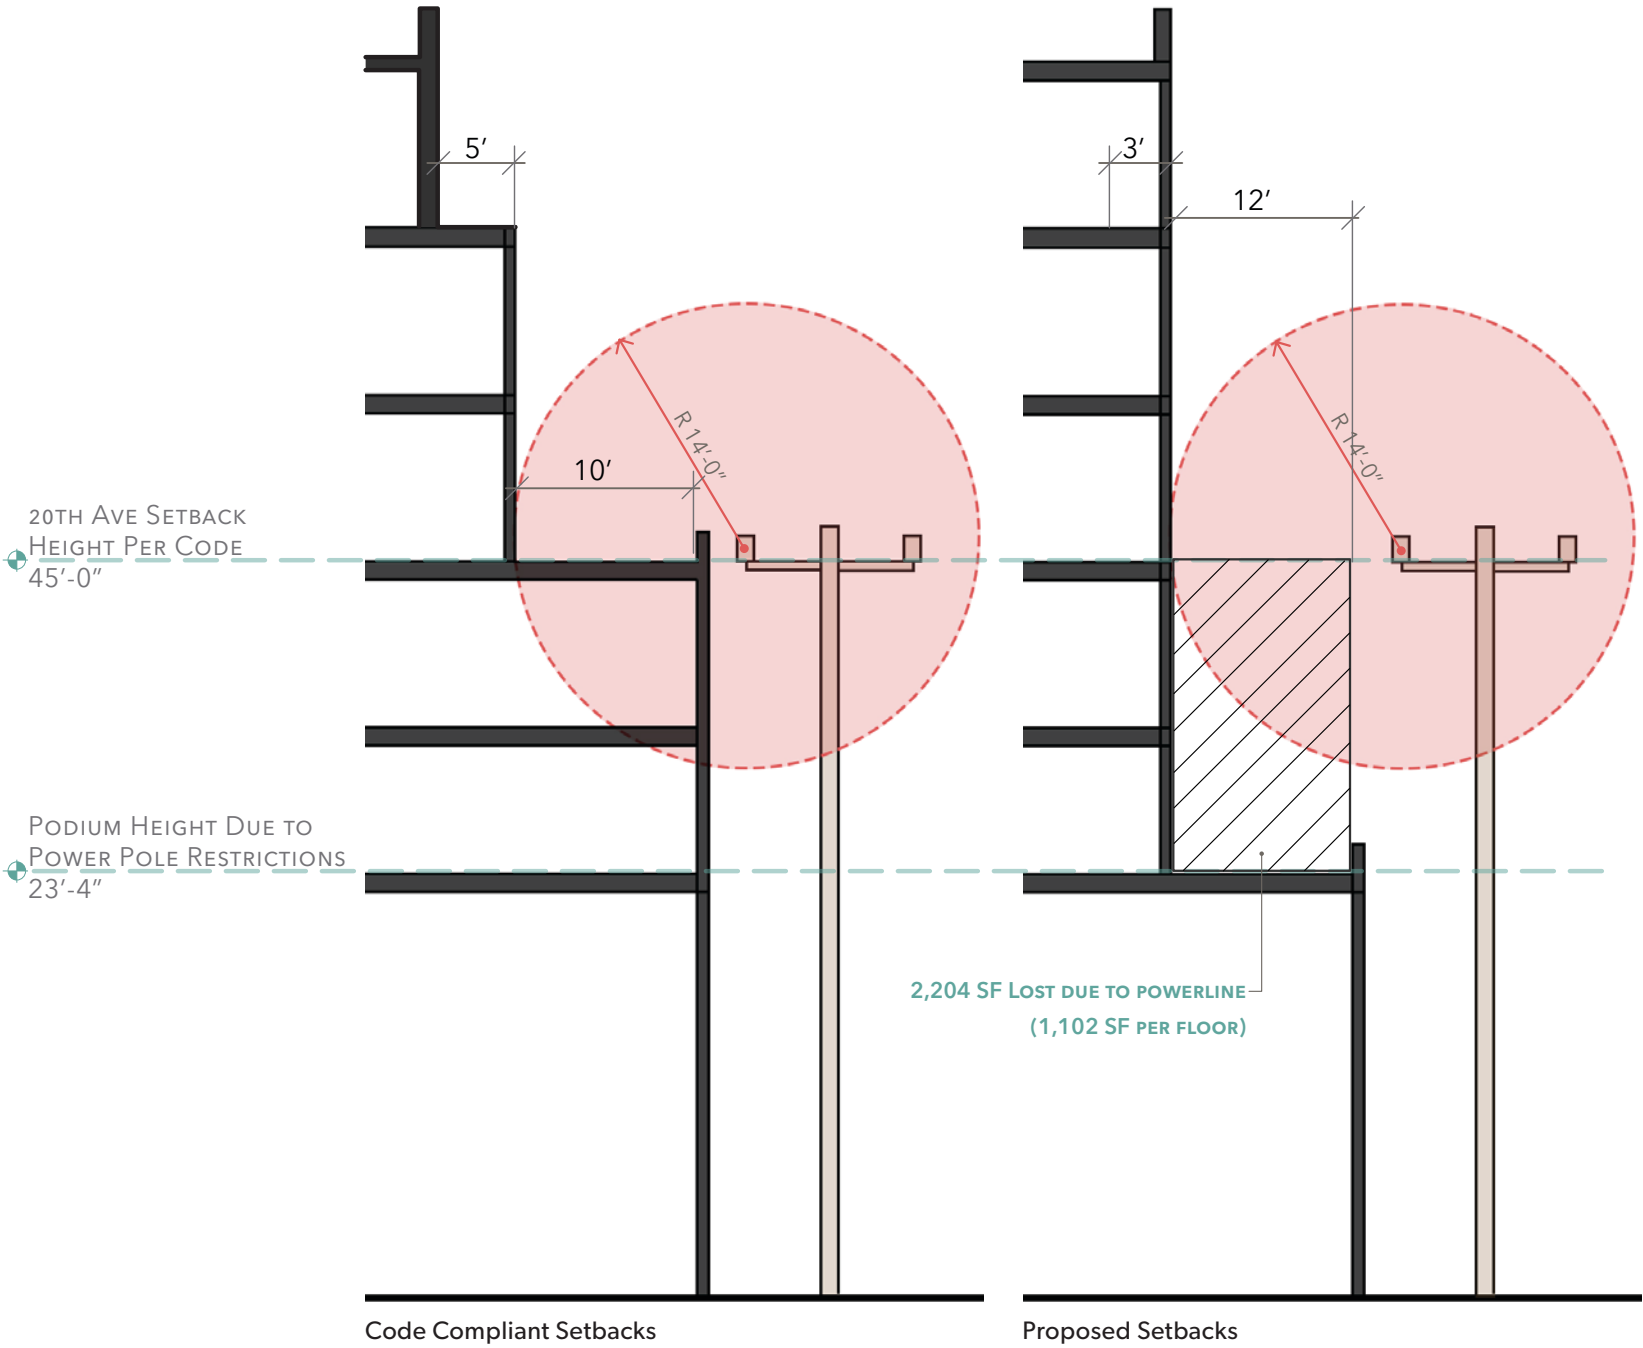 5’
3’
12’
R 14’-0”
R 14’-0”
10’
20th Ave Setback
Height Per Code
45’-0”
Podium Height Due to
Power Pole Restrictions
23’-4”
2,204 SF Lost due to powerline
(1,102 SF per floor)
Code Compliant Setbacks
Proposed Setbacks